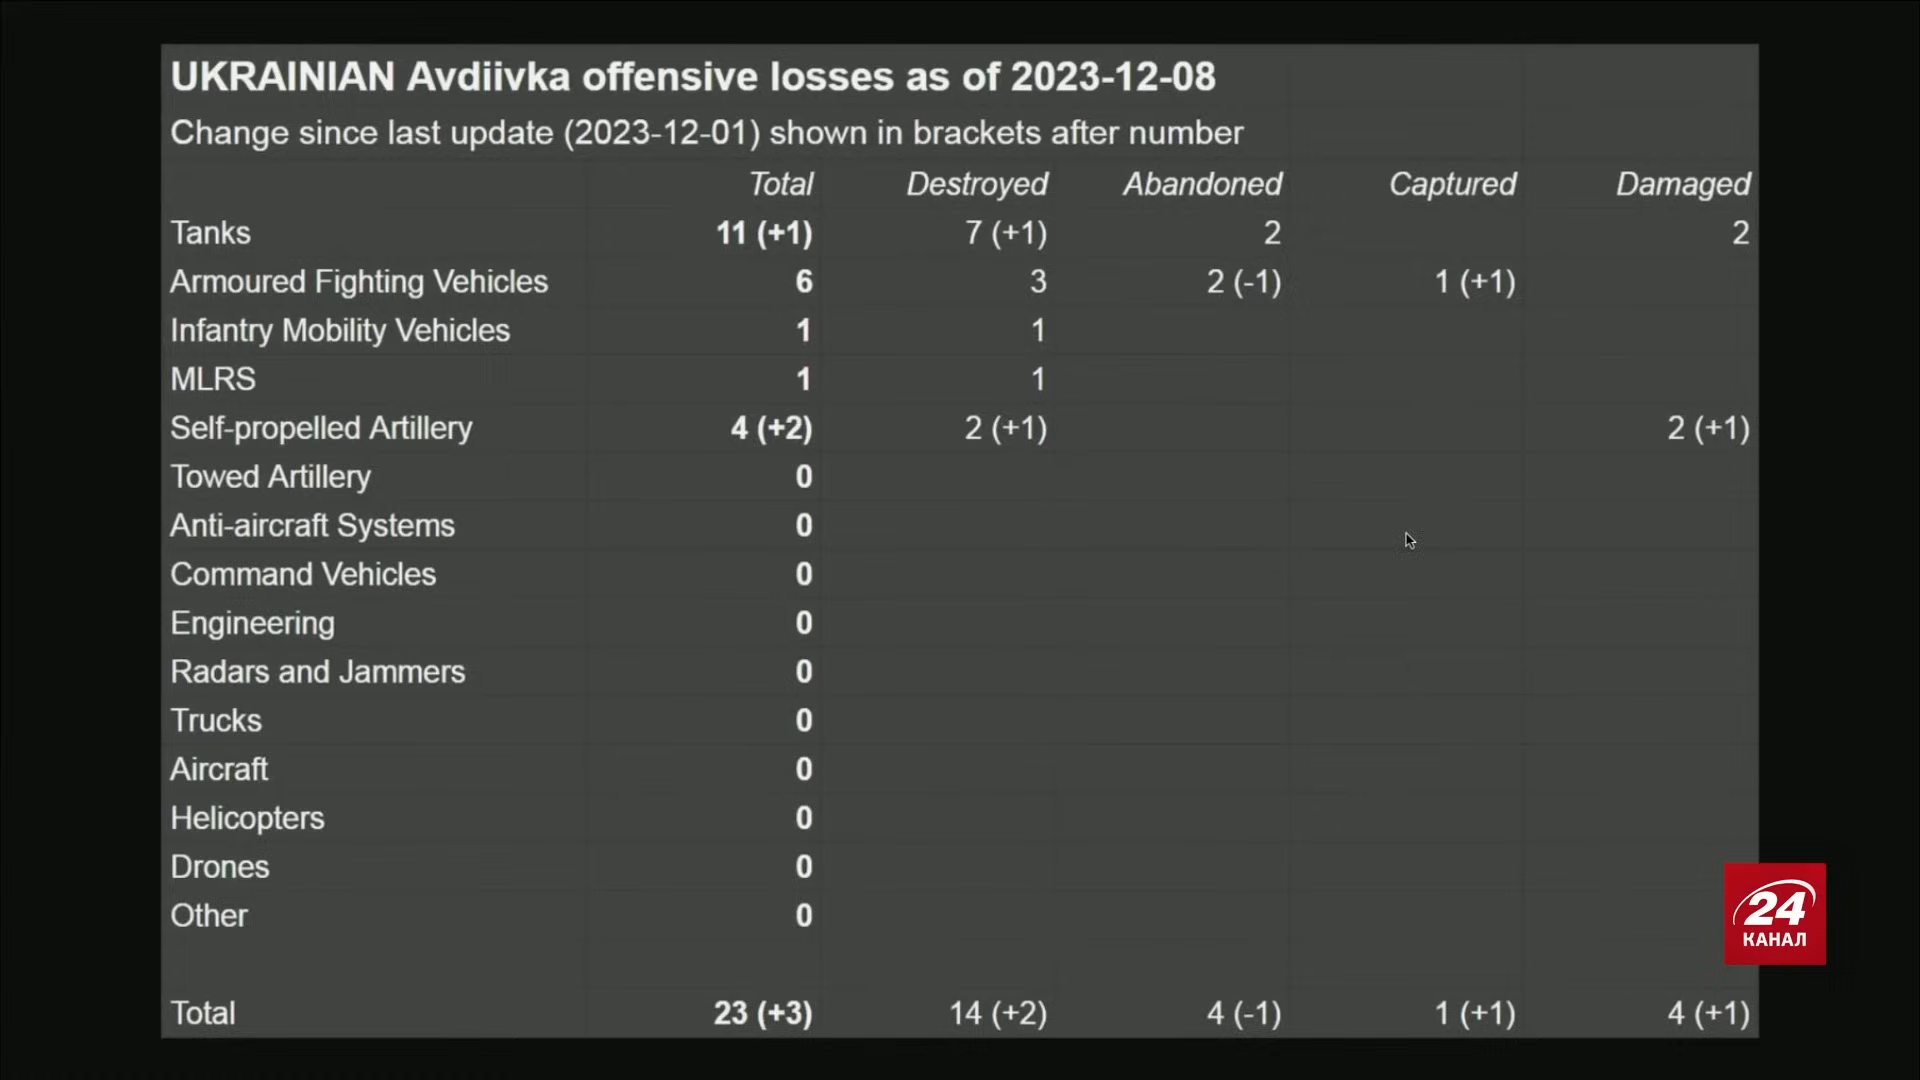 UKRAINIAN Avdiivka offensive losses as of 2023-12-08
Change since last update (2023-12-01) shown in brackets after number
Total Destroyed Abandoned Captured Damaged
Tanks 11 (+1) 7 (+1) 2 2
Armoured Fighting Vehicles 6 3 2 (-1) 1 (+1)
Infantry Mobility Vehicles 1 1
MLRS 1 1
Self-propelled Artillery 4 (+2) 2 (+1) 2 (+1)
Towed Artillery 0
Anti-aircraft Systems 0
Command Vehicles 0
Engineering 0
Radars and Jammers 0
Trucks 0
Aircraft 0
Helicopters 0
Drones 0
Other 0
Total 23 (+3) 14 (+2) 4 (-1) 1 (+1) 4 (+1)
24
КАНАЛ